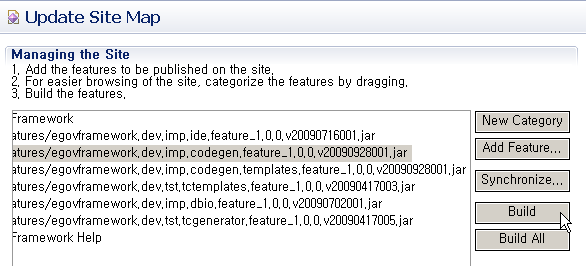 Update Site Map
Managing the Site
1. Add the features to be published on the site.
2. For easier browsing of the site, categorize the features by dragging.
3. Build the features.
Framework
atures/egovframework.dev.imp.ide.feature_1.0.0.v20090716001.jar
atures/egovframework.dev.imp.codegen.feature_1.0.0.v20090928001.jar
atures/egovframework.dev.imp.codegen.templates.feature_1.0.0.v20090928001.jar
atures/egovframework.dev.tst.tctemplates.feature_1.0.0.v20090417003.jar
atures/egovframework.dev.imp.dbio.feature_1.0.0.v20090702001.jar
atures/egovframework.dev.tst.tcgenerator.feature_1.0.0.v20090417005.jar
Framework Help
New Category
Add Feature...
Synchronize...
Build
Build All